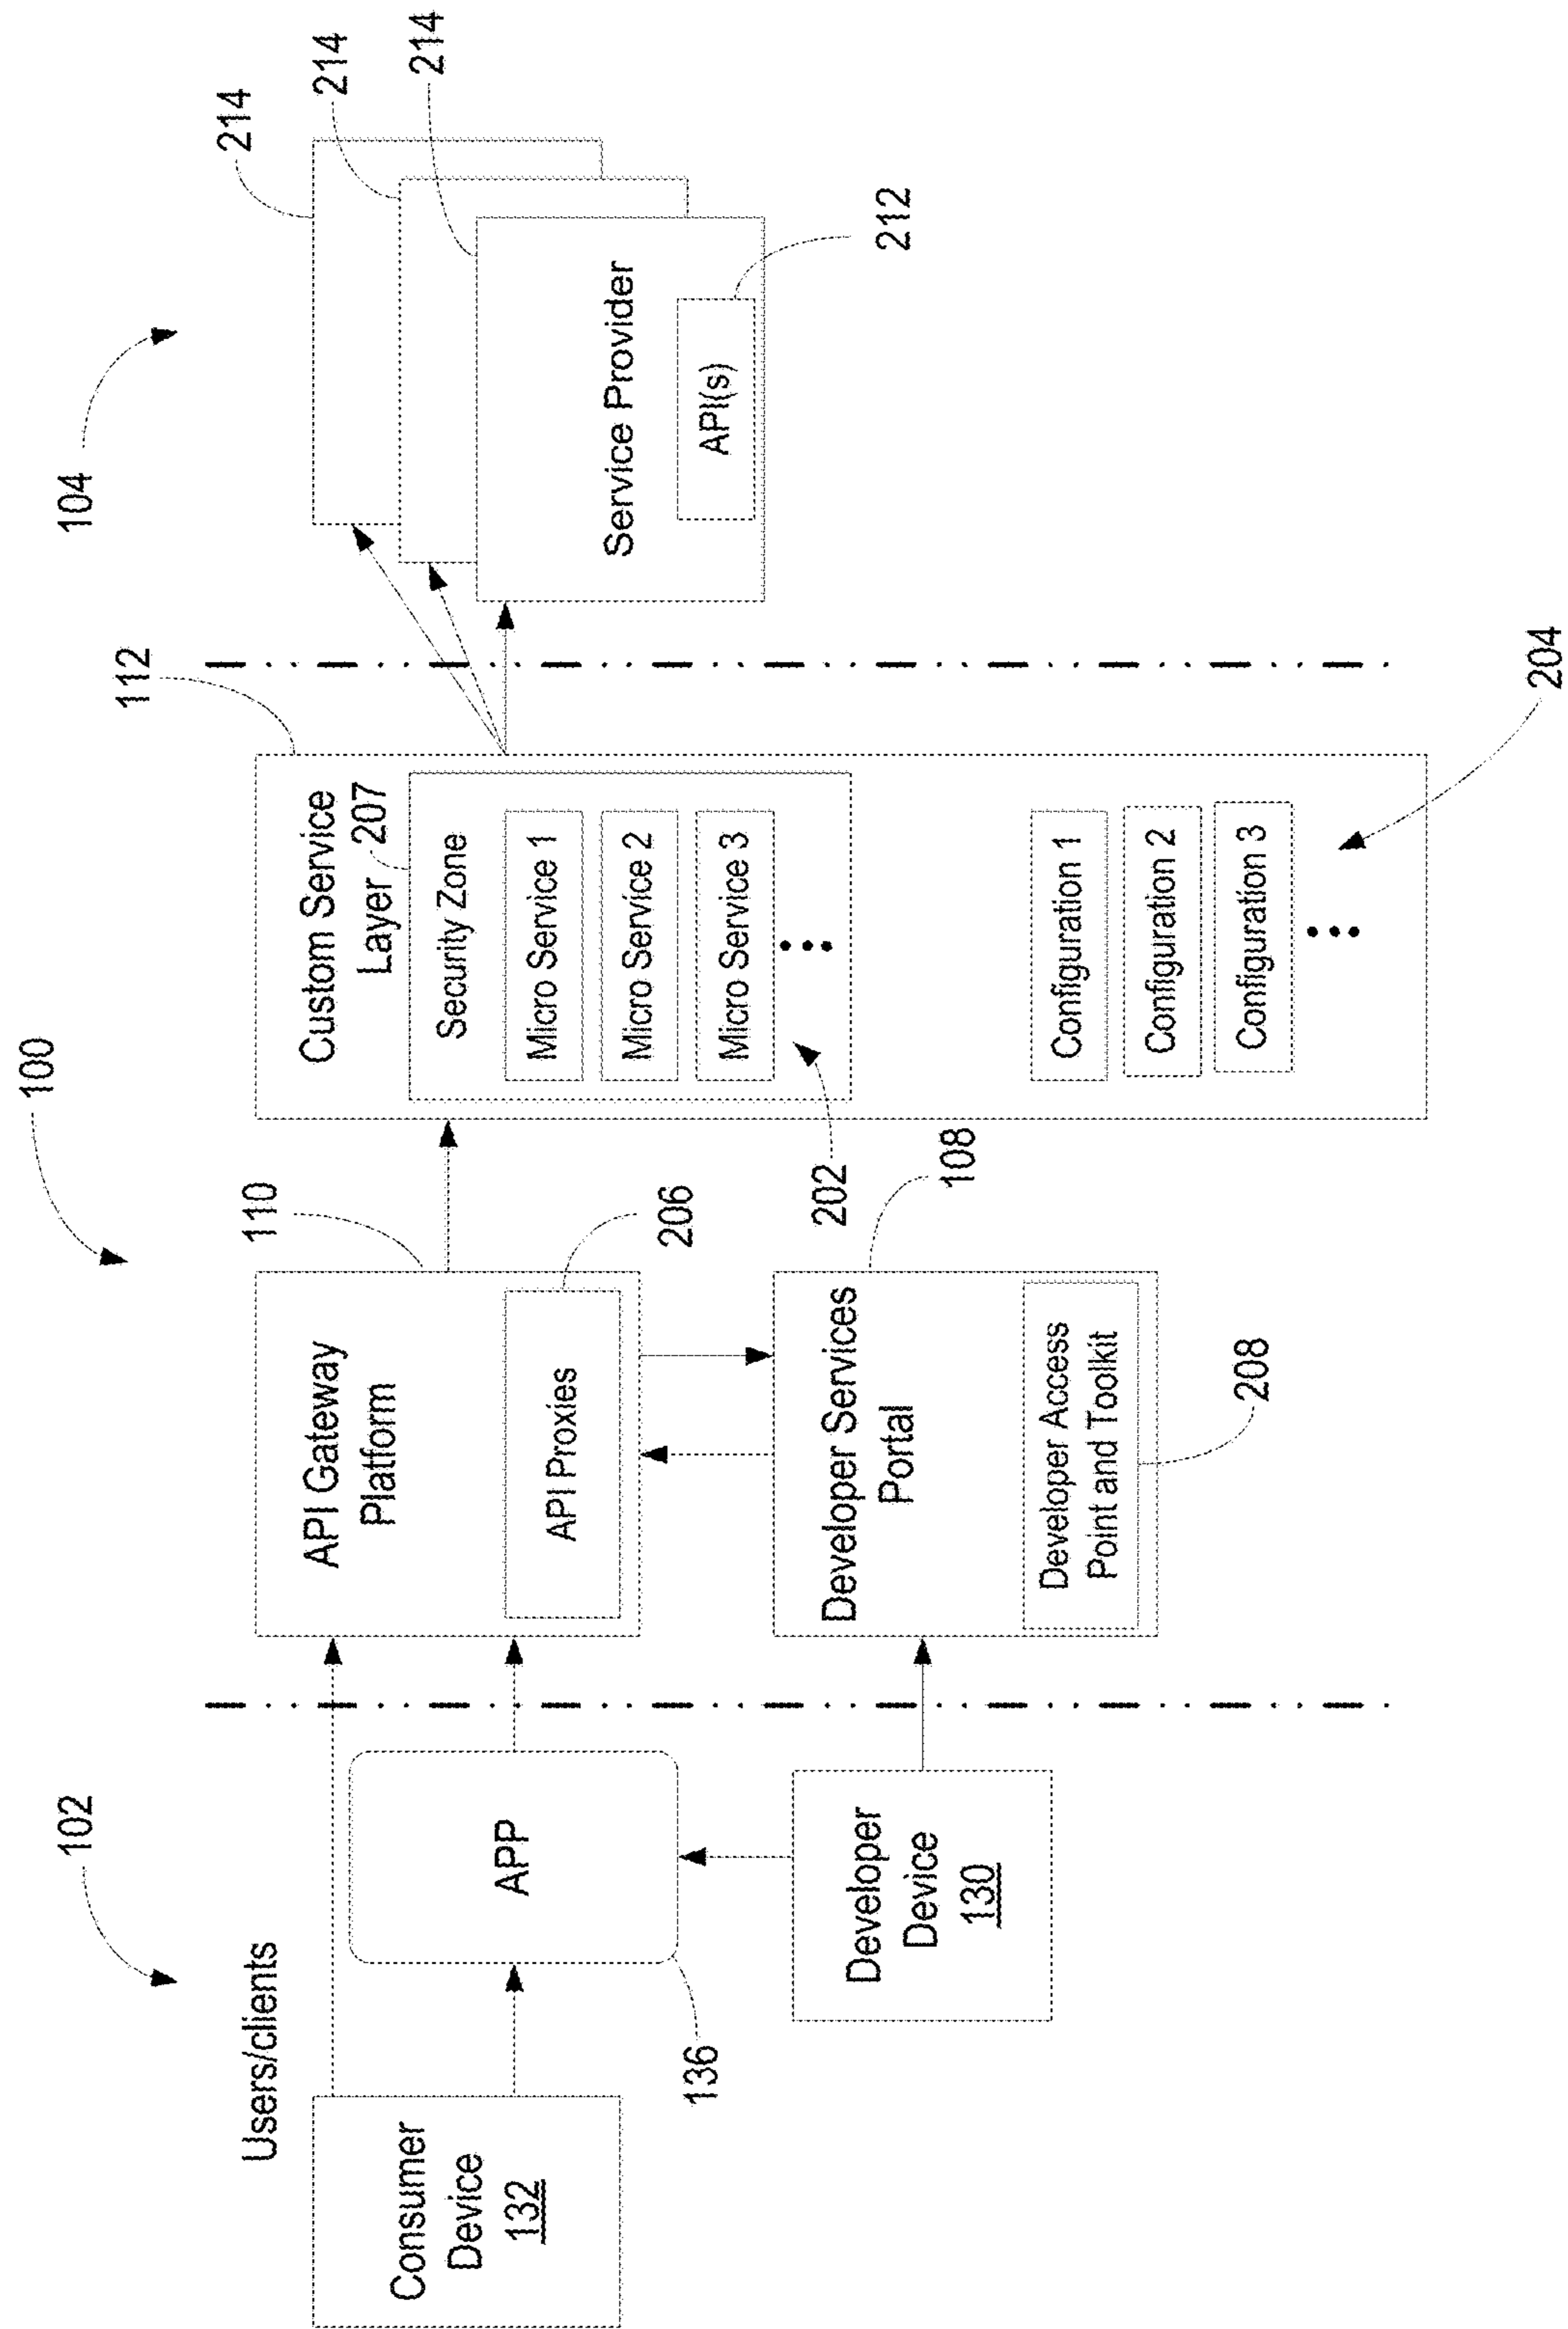 102
100
104
Users/clients
Consumer
Device
132
136
APP
Developer
Device
130
110
API Gateway
Platform
API Proxies
206
Developer Services
Portal
108
Developer Access
Point and Toolkit
208
112
Custom Service
Layer
207
Security Zone
Micro Service 1
Micro Service 2
Micro Service 3
202
Configuration 1
Configuration 2
Configuration 3
204
214
214
214
Service Provider
API(s)
212